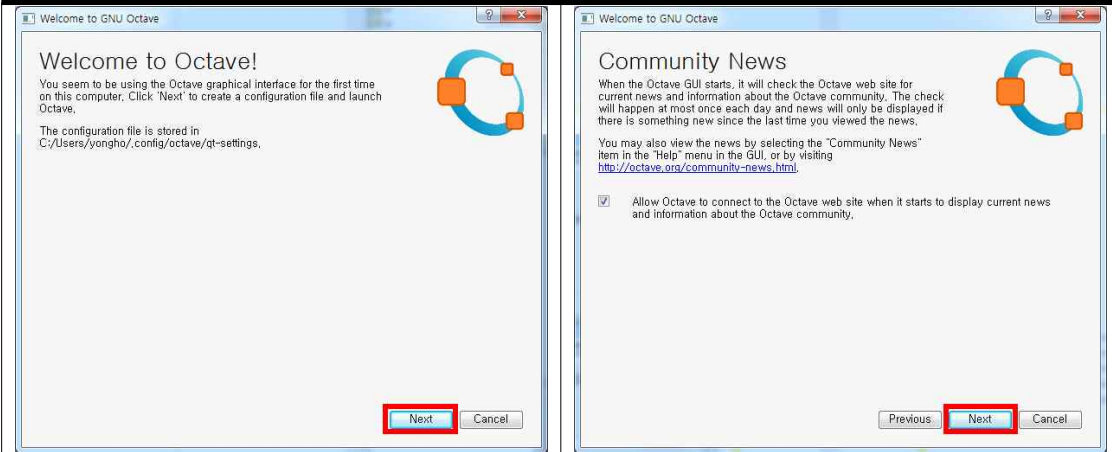 Welcome to GNU Octave
Welcome to Octave!
You seem to be using the Octave graphical interface for the first time
on this computer, Click 'Next' to create a configuration file and launch
Octave,
The configuration file is stored in
C:/Users/yongho/,config/octave/qt-settings,
Next
Cancel
Welcome to GNU Octave
Community News
When the Octave GUI starts, it will check the Octave web site for
current news and information about the Octave community, The check
will happen at most once each day and news will only be displayed if
there is something new since the last time you viewed the news,
You may also view the news by selecting the "Community News"
item in the "Help" menu in the GUI, or by visiting
http://octave,org/community-news,html,
Allow Octave to connect to the Octave web site when it starts to display current news
and information about the Octave community,
Previous
Next
Cancel